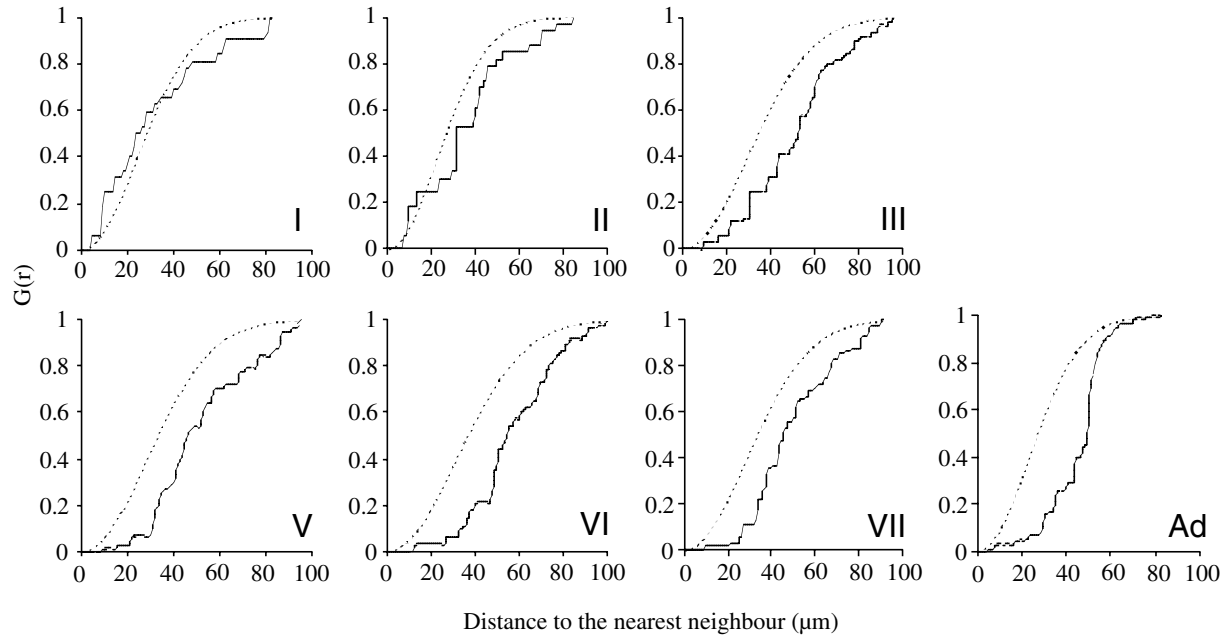 1 1 1
0.8 0.8 0.8
0.6 0.6 0.6
0.4 0.4 0.4
0.2 0.2 0.2
I II III
0 0 0
0 20 40 60 80 100 0 20 40 60 80 100 0 20 40 60 80 100
G(r)
1 1 1 1
0.8 0.8 0.8 0.8
0.6 0.6 0.6 0.6
0.4 0.4 0.4 0.4
0.2 0.2 0.2 0.2
V VI VII Ad
0 0 0 0
0 20 40 60 80 100 0 20 40 60 80 100 0 20 40 60 80 100 0 20 40 60 80 100
Distance to the nearest neighbour (µm)